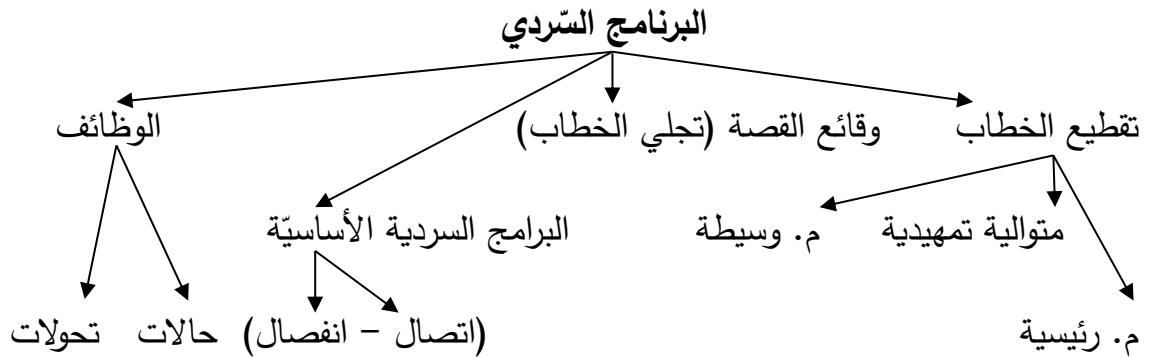 البرنامج السّردي
تقطيع الخطاب وقائع القصة (تجلي الخطاب) الوظائف
متوالية تمهيدية م. وسيطة البرامج السردية الأساسيّة
م. رئيسية (اتصال – انفصال) حالات تحولات